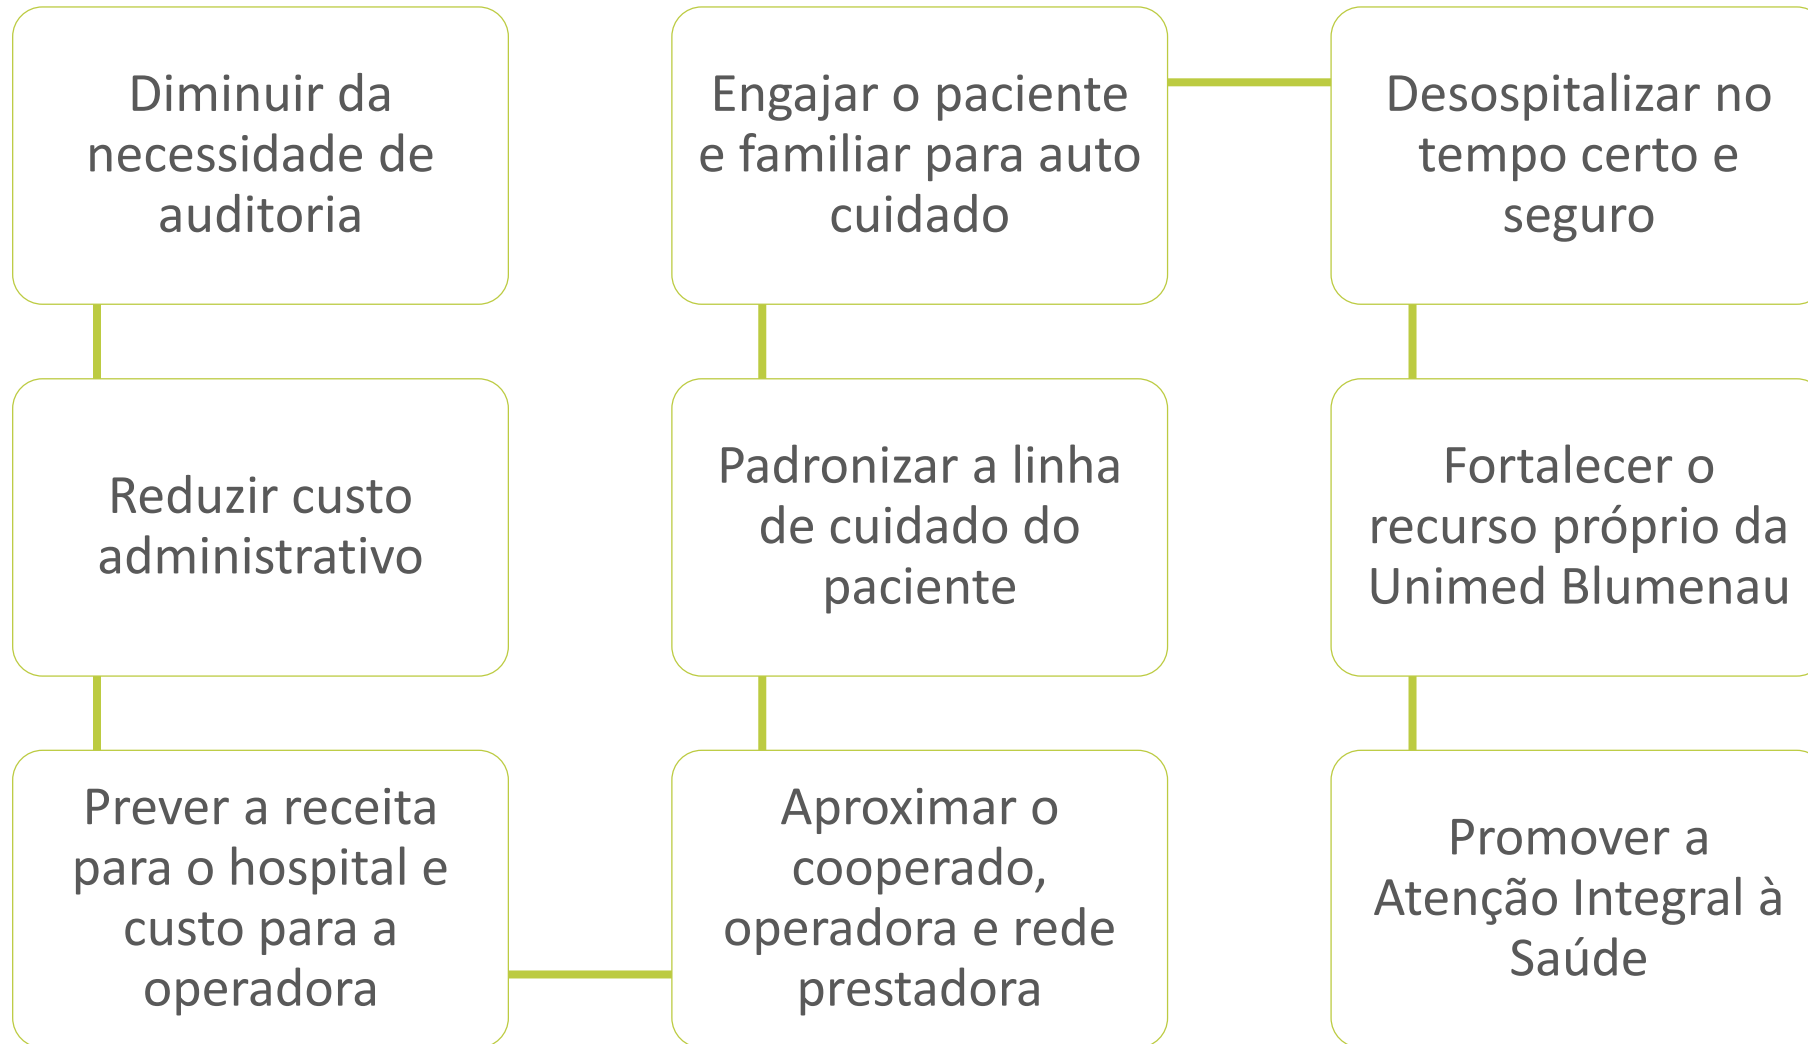 Diminuir da
necessidade de
auditoria
Reduzir custo
administrativo
Prever a receita
para o hospital e
custo para a
operadora
Aproximar o
cooperado,
operadora e rede
prestadora
Padronizar a linha
de cuidado do
paciente
Engajar o paciente
e familiar para auto
cuidado
Desospitalizar no
tempo certo e
seguro
Fortalecer o
recurso próprio da
Unimed Blumenau
Promover a
Atenção Integral à
Saúde